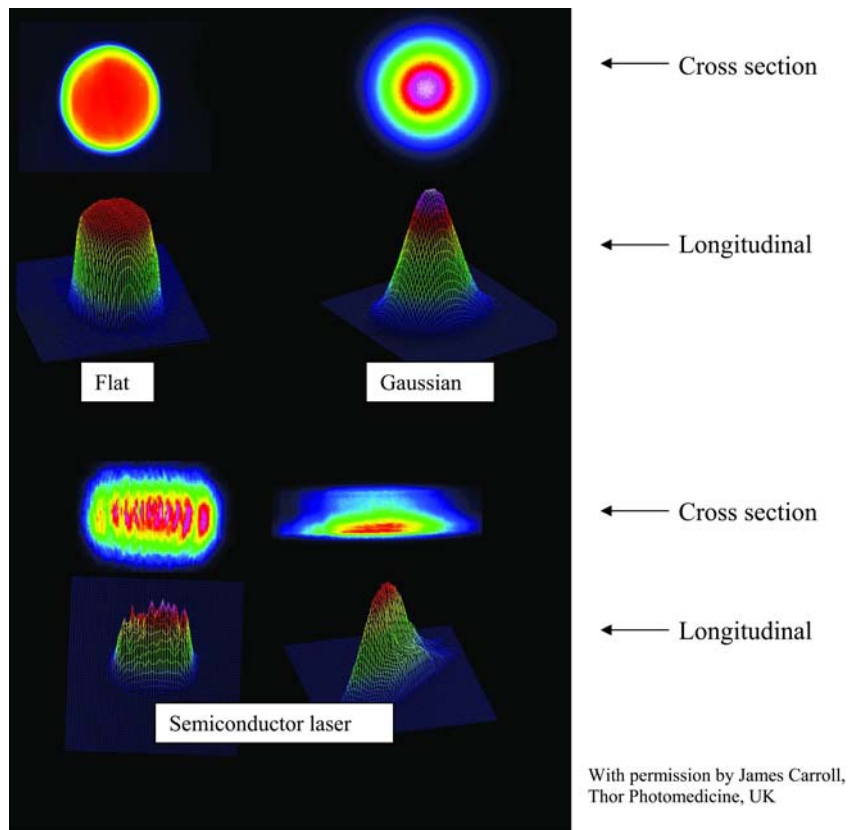 Cross section
Longitudinal
Flat
Gaussian
Cross section
Longitudinal
Semiconductor laser
With permission by James Carroll,
Thor Photomedicine, UK